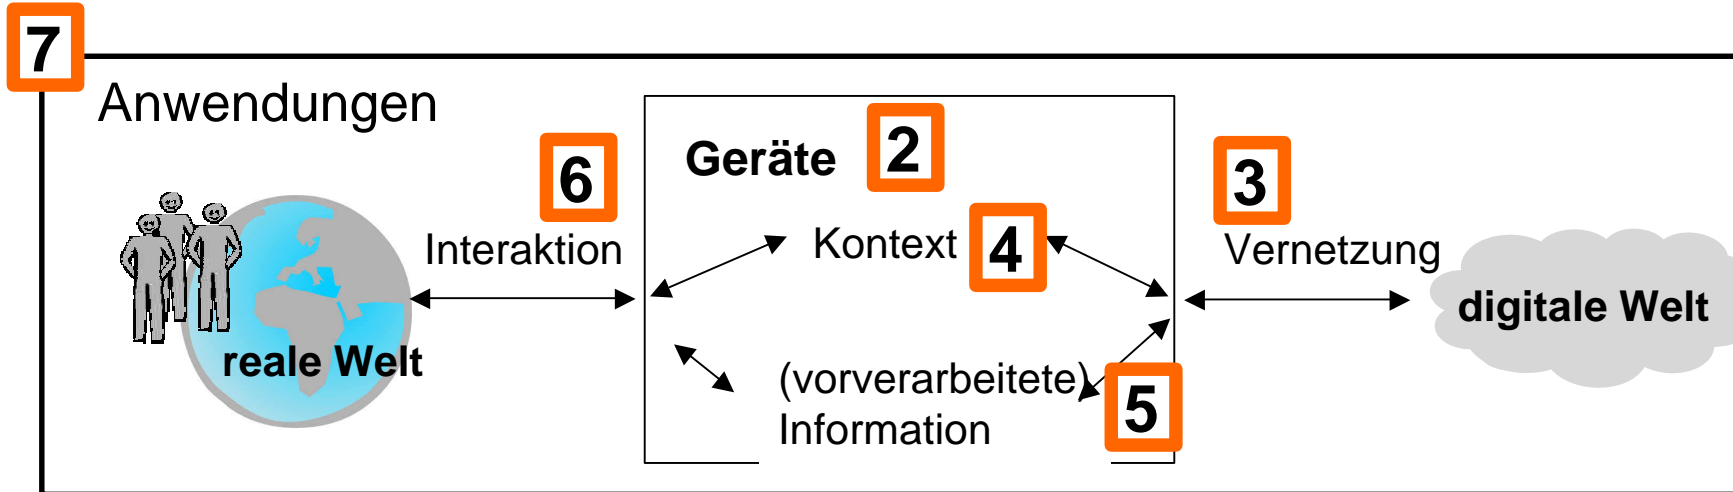 7
Anwendungen
6
Geräte 2
3
Interaktion
Kontext 4
Vernetzung
digitale Welt
reale Welt
(vorverarbeitete)
Information
5